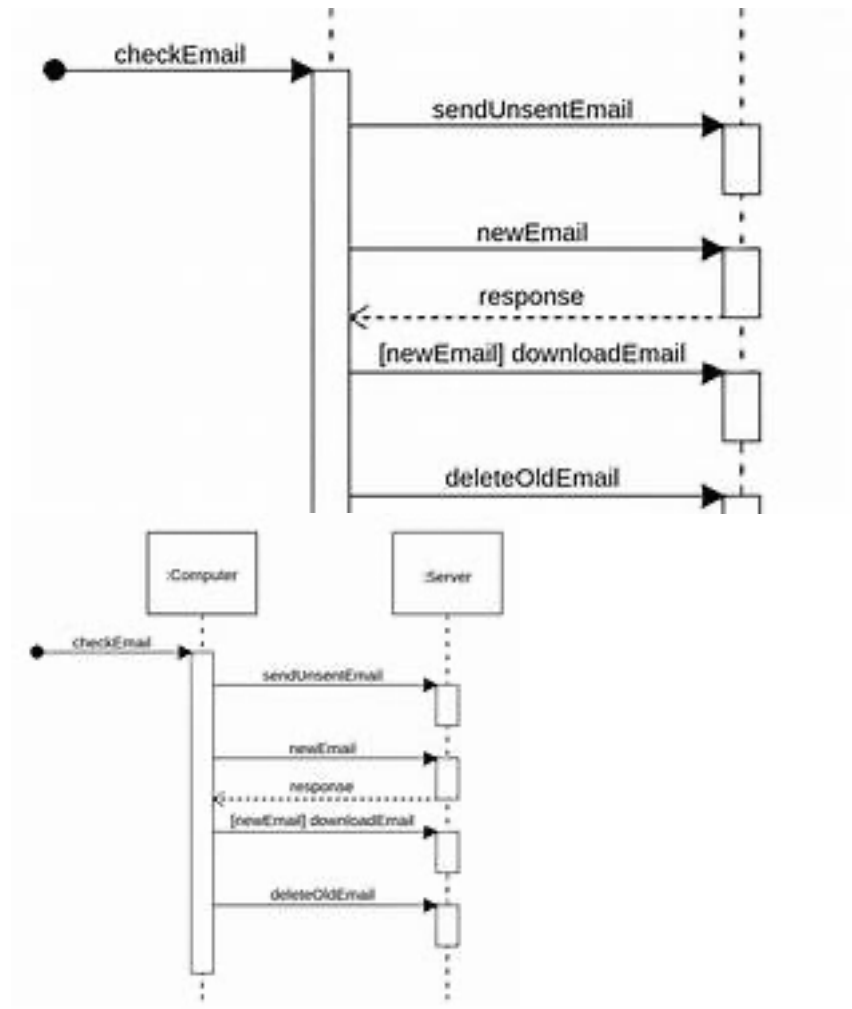 checkEmail
sendUnsentEmail
newEmail
response
[newEmail] downloadEmail
deleteOldEmail
:Computer
:Server
checkEmail
sendUnsentEmail
newEmail
response
[newEmail] downloadEmail
deleteOldEmail